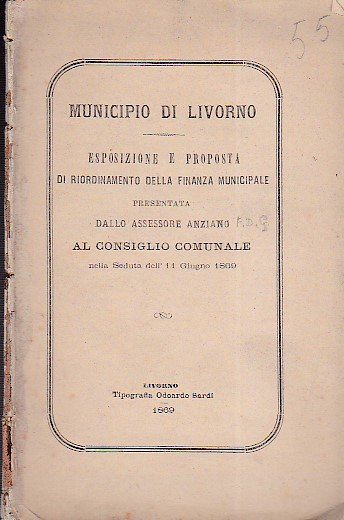 55
MUNICIPIO DI LIVORNO
ESPOSIZIONE E PROPOSTA
DI RIORDINAMENTO DELLA FINANZA MUNICIPALE
PRESENTATA
DALLO ASSESSORE ANZIANO
AL CONSIGLIO COMUNALE
nella Seduta dell' 11 Giugno 1869
LIVORNO
Tipografia Odoardo Sardi
1869